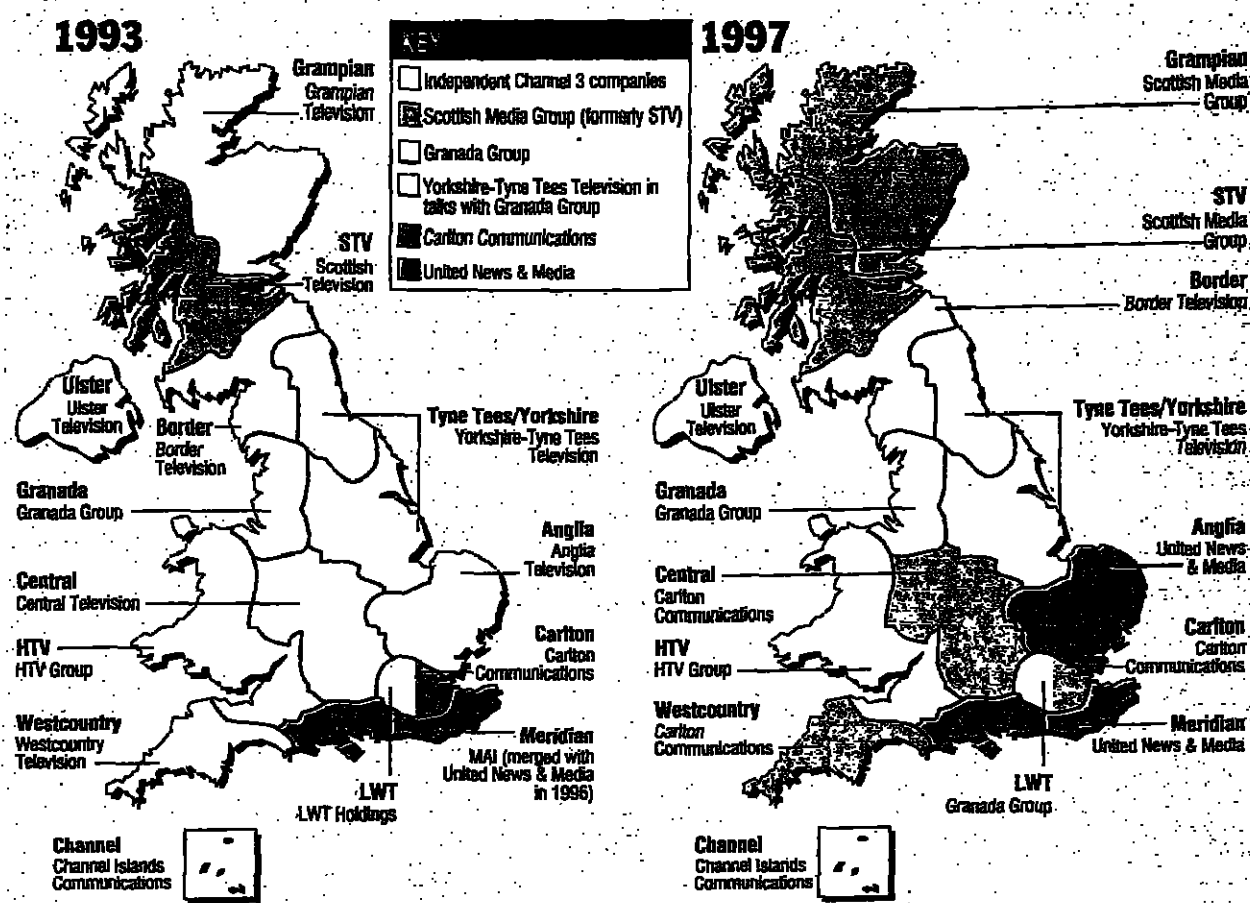 1993
Grampian
Grampian
Television
STV
Scottish
Television
Ulster
Ulster
Television
Border
Border
Television
Tyne Tees/Yorkshire
Yorkshire-Tyne Tees
Television
Granada
Granada Group
Anglia
Anglia
Television
Central
Central Television
HTV
HTV Group
Carlton
Carlton
Communications
Westcountry
Westcountry
Television
Meridian
MAI (merged with
United News & Media
in 1996)
LWT
LWT Holdings
Channel
Channel Islands
Communications
KEY
Independent Channel 3 companies
Scottish Media Group (formerly STV)
Granada Group
Yorkshire-Tyne Tees Television in
talks with Granada Group
Carlton Communications
United News & Media
1997
Grampian
Scottish Media
Group
STV
Scottish Media
Group
Border
Border Television
Ulster
Ulster
Television
Tyne Tees/Yorkshire
Yorkshire-Tyne Tees
Television
Granada
Granada Group
Anglia
United News
& Media
Central
Carlton
Communications
HTV
HTV Group
Carlton
Carlton
Communications
Westcountry
Carlton
Communications
Meridian
United News & Media
LWT
Granada Group
Channel
Channel Islands
Communications